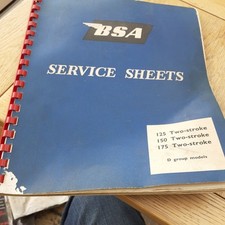 BSA
SERVICE SHEETS
125 Two-stroke
150 Two-stroke
175 Two-stroke
D group models